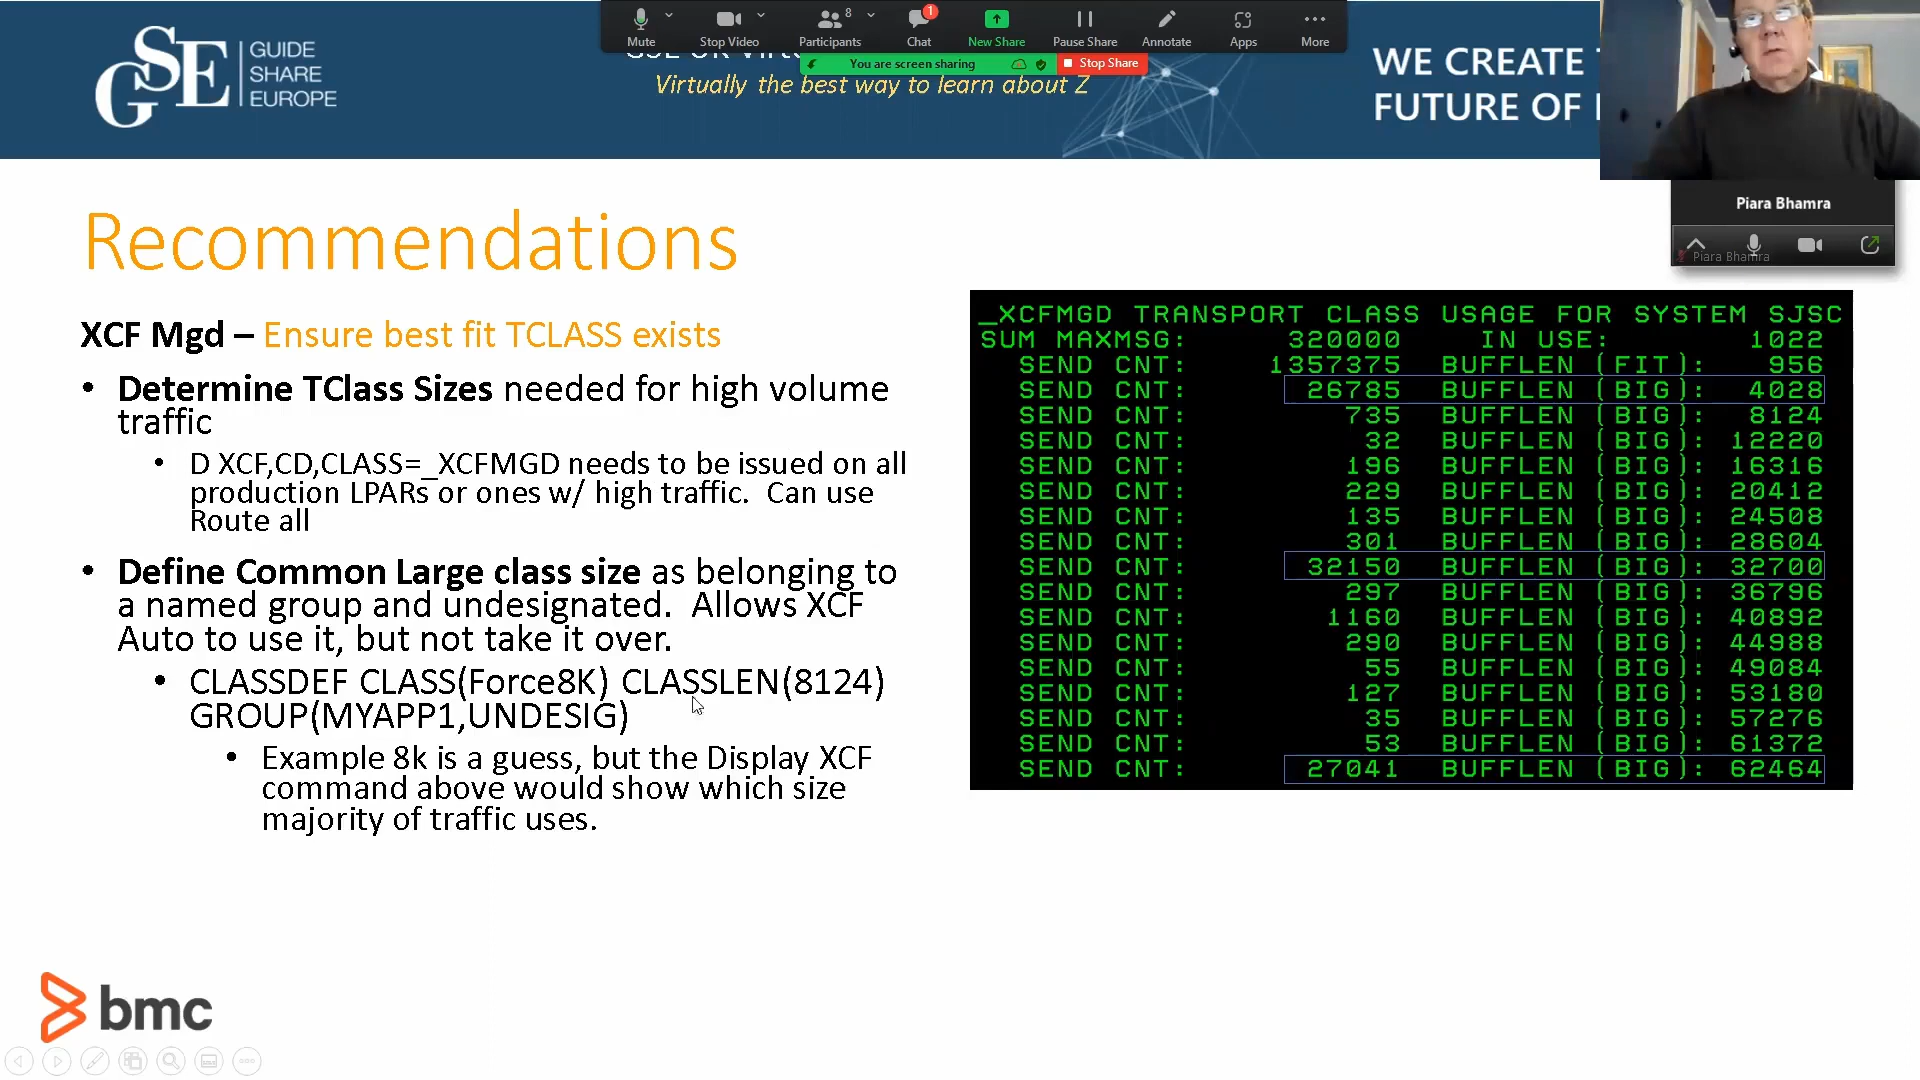 GSE
GUIDE
SHARE
EUROPE
Mute
Stop Video
8
Participants
1
Chat
New Share
Pause Share
Annotate
Apps
More
You are screen sharing
Stop Share
Virtually the best way to learn about Z
WE CREATE
FUTURE OF
Piara Bhamra
Piara Bhamra
Recommendations
XCF Mgd – Ensure best fit TCLASS exists
• Determine TClass Sizes needed for high volume
traffic
• D XCF,CD,CLASS=_XCFMGD needs to be issued on all
production LPARs or ones w/ high traffic. Can use
Route all
• Define Common Large class size as belonging to
a named group and undesignated. Allows XCF
Auto to use it, but not take it over.
• CLASSDEF CLASS(Force8K) CLASSLEN(8124)
GROUP(MYAPP1,UNDESIG)
• Example 8k is a guess, but the Display XCF
command above would show which size
majority of traffic uses.
_XCFMGD TRANSPORT CLASS USAGE FOR SYSTEM SJSC
SUM MAXMSG: 320000 IN USE: 1022
SEND CNT: 1357375 BUFFLEN (FIT): 956
SEND CNT: 26785 BUFFLEN (BIG): 4028
SEND CNT: 735 BUFFLEN (BIG): 8124
SEND CNT: 32 BUFFLEN (BIG): 12220
SEND CNT: 196 BUFFLEN (BIG): 16316
SEND CNT: 229 BUFFLEN (BIG): 20412
SEND CNT: 135 BUFFLEN (BIG): 24508
SEND CNT: 301 BUFFLEN (BIG): 28604
SEND CNT: 32150 BUFFLEN (BIG): 32700
SEND CNT: 297 BUFFLEN (BIG): 36796
SEND CNT: 1160 BUFFLEN (BIG): 40892
SEND CNT: 290 BUFFLEN (BIG): 44988
SEND CNT: 55 BUFFLEN (BIG): 49084
SEND CNT: 127 BUFFLEN (BIG): 53180
SEND CNT: 35 BUFFLEN (BIG): 57276
SEND CNT: 53 BUFFLEN (BIG): 61372
SEND CNT: 27041 BUFFLEN (BIG): 62464
bmc